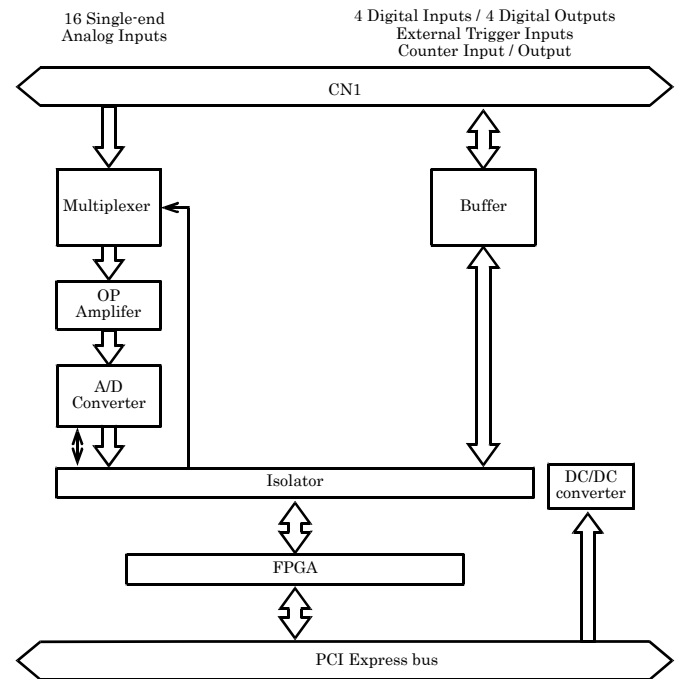 16 Single-end
Analog Inputs
4 Digital Inputs / 4 Digital Outputs
External Trigger Inputs
Counter Input / Output
CN1
Multiplexer
Buffer
OP
Amplifer
A/D
Converter
Isolator
DC/DC
converter
FPGA
PCI Express bus